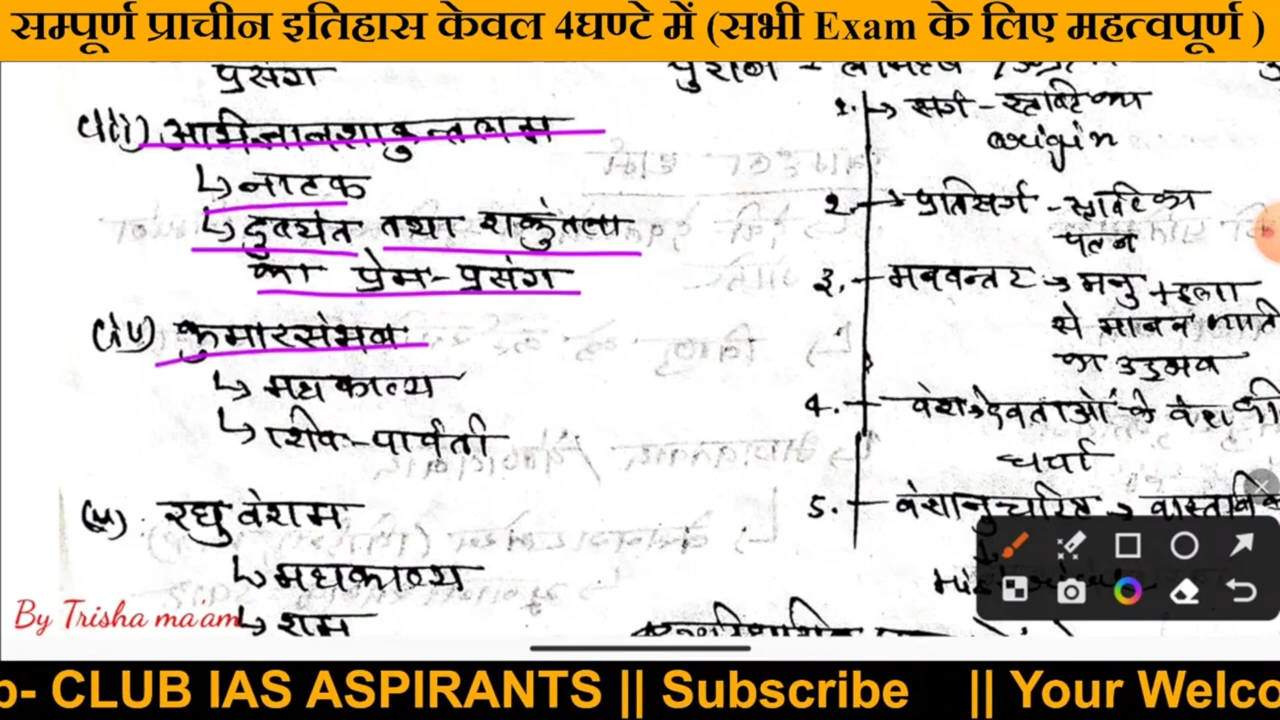 सम्पूर्ण प्राचीन इतिहास केवल 4घण्टे में (सभी Exam के लिए महत्वपूर्ण )
प्रसंग
(iii) अभिज्ञानशाकुन्तलम
↳ नाटक
↳ दुष्यंत तथा शकुंतला
का प्रेम-प्रसंग
(iv) कुमारसंभव
↳ महाकाव्य
↳ शिव-पार्वती
(v) रघुवंशम
↳ महाकाव्य
↳ राम
पुराण -
1. → सर्ग - सृष्टि का
origin
2. → प्रतिसर्ग - सृष्टि का
पतन
3. - मनवन्तर → मनु + इला
से मानव जाति
का उद्भव
4. - वंश → देवताओं के वंश की
चर्चा
5. - वंशानुचरित → वास्तविक
By Trisha ma'am
- CLUB IAS ASPIRANTS || Subscribe || Your Welco